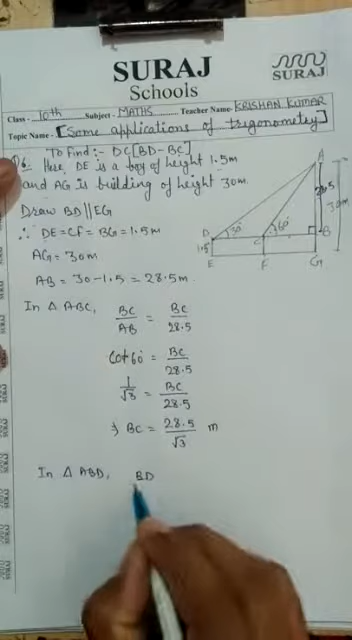 SURAJ
Schools
SURAJ
Class - 10th Subject - MATHS Teacher Name- KRISHAN KUMAR
Topic Name - [Some applications of trigonometry]
Q6. To Find :- DC[BD - BC]
Here, DE is a boy of height 1.5m
and AG is building of height 30m.
Draw BD || EG
∴ DE = CF = BG = 1.5m
AG = 30m
AB = 30 - 1.5 = 28.5m
A
28.5
30m
D 30° C 60° B
1.5
E F G
In △ ABC, BC/AB = BC/28.5
Cot 60° = BC/28.5
1/√3 = BC/28.5
⇒ BC = 28.5/√3 m
In △ ABD, BD